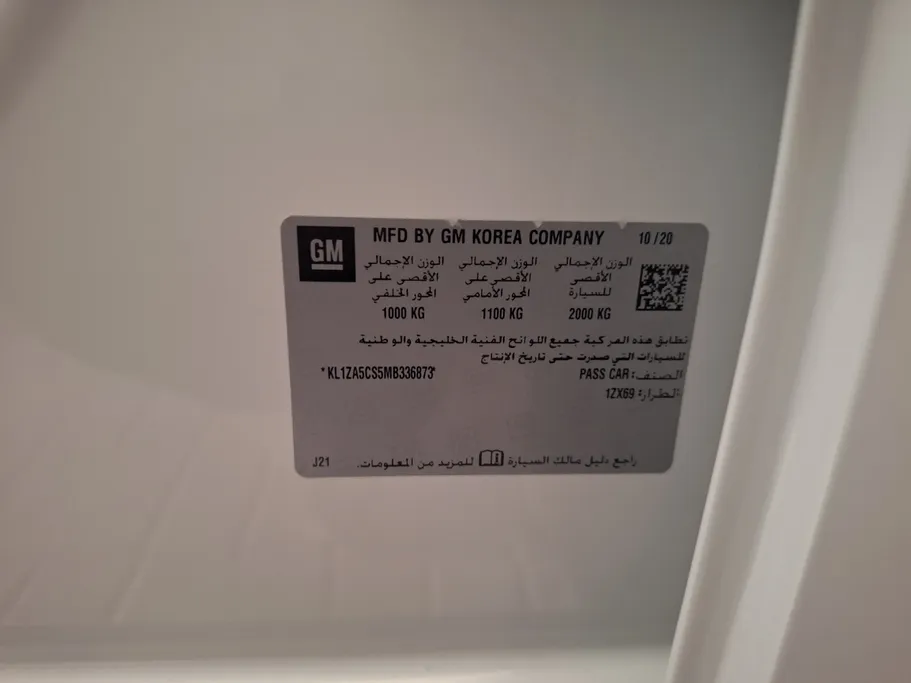 GM
MFD BY GM KOREA COMPANY 10/20
الوزن الإجمالي الوزن الإجمالي الوزن الإجمالي
الأقصى الأقصى على الأقصى على
للسيارة المحور الأمامي المحور الخلفي
1000 KG 1100 KG 2000 KG
تطابق هذه المركبة جميع اللوائح الفنية الخليجية والوطنية
للسيارات التي صدرت حتى تاريخ الإنتاج
*KL1ZA5CS5MB336873* الصنف: PASS CAR
الطراز: 1ZX69
راجع دليل مالك السيارة للمزيد من المعلومات.
J21